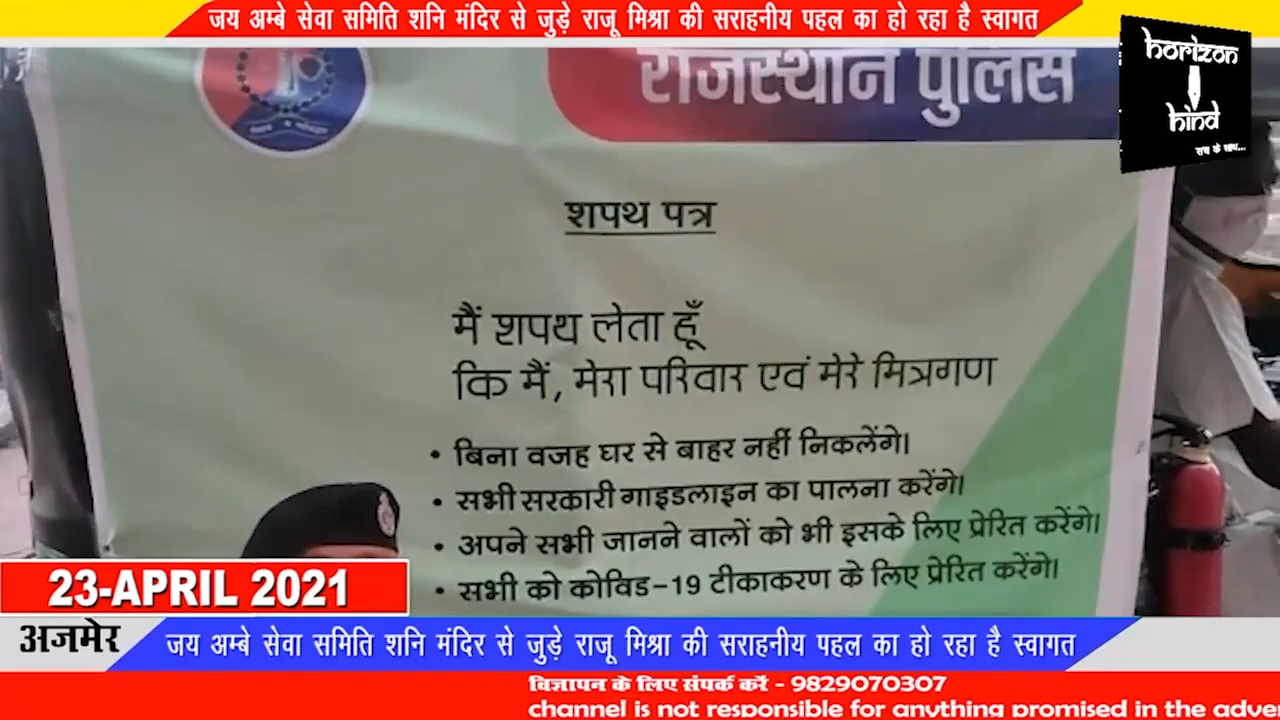 जय अम्बे सेवा समिति शनि मंदिर से जुड़े राजू मिश्रा की सराहनीय पहल का हो रहा है स्वागत
horizon
hind
सच के साथ...
राजस्थान पुलिस
शपथ पत्र
मैं शपथ लेता हूँ
कि मैं, मेरा परिवार एवं मेरे मित्रगण
• बिना वजह घर से बाहर नहीं निकलेंगे।
• सभी सरकारी गाइडलाइन का पालना करेंगे।
• अपने सभी जानने वालों को भी इसके लिए प्रेरित करेंगे।
• सभी को कोविड-19 टीकाकरण के लिए प्रेरित करेंगे।
23-APRIL 2021
अजमेर
जय अम्बे सेवा समिति शनि मंदिर से जुड़े राजू मिश्रा की सराहनीय पहल का हो रहा है स्वागत
विज्ञापन के लिए संपर्क करें - 9829070307
channel is not responsible for anything promised in the adver